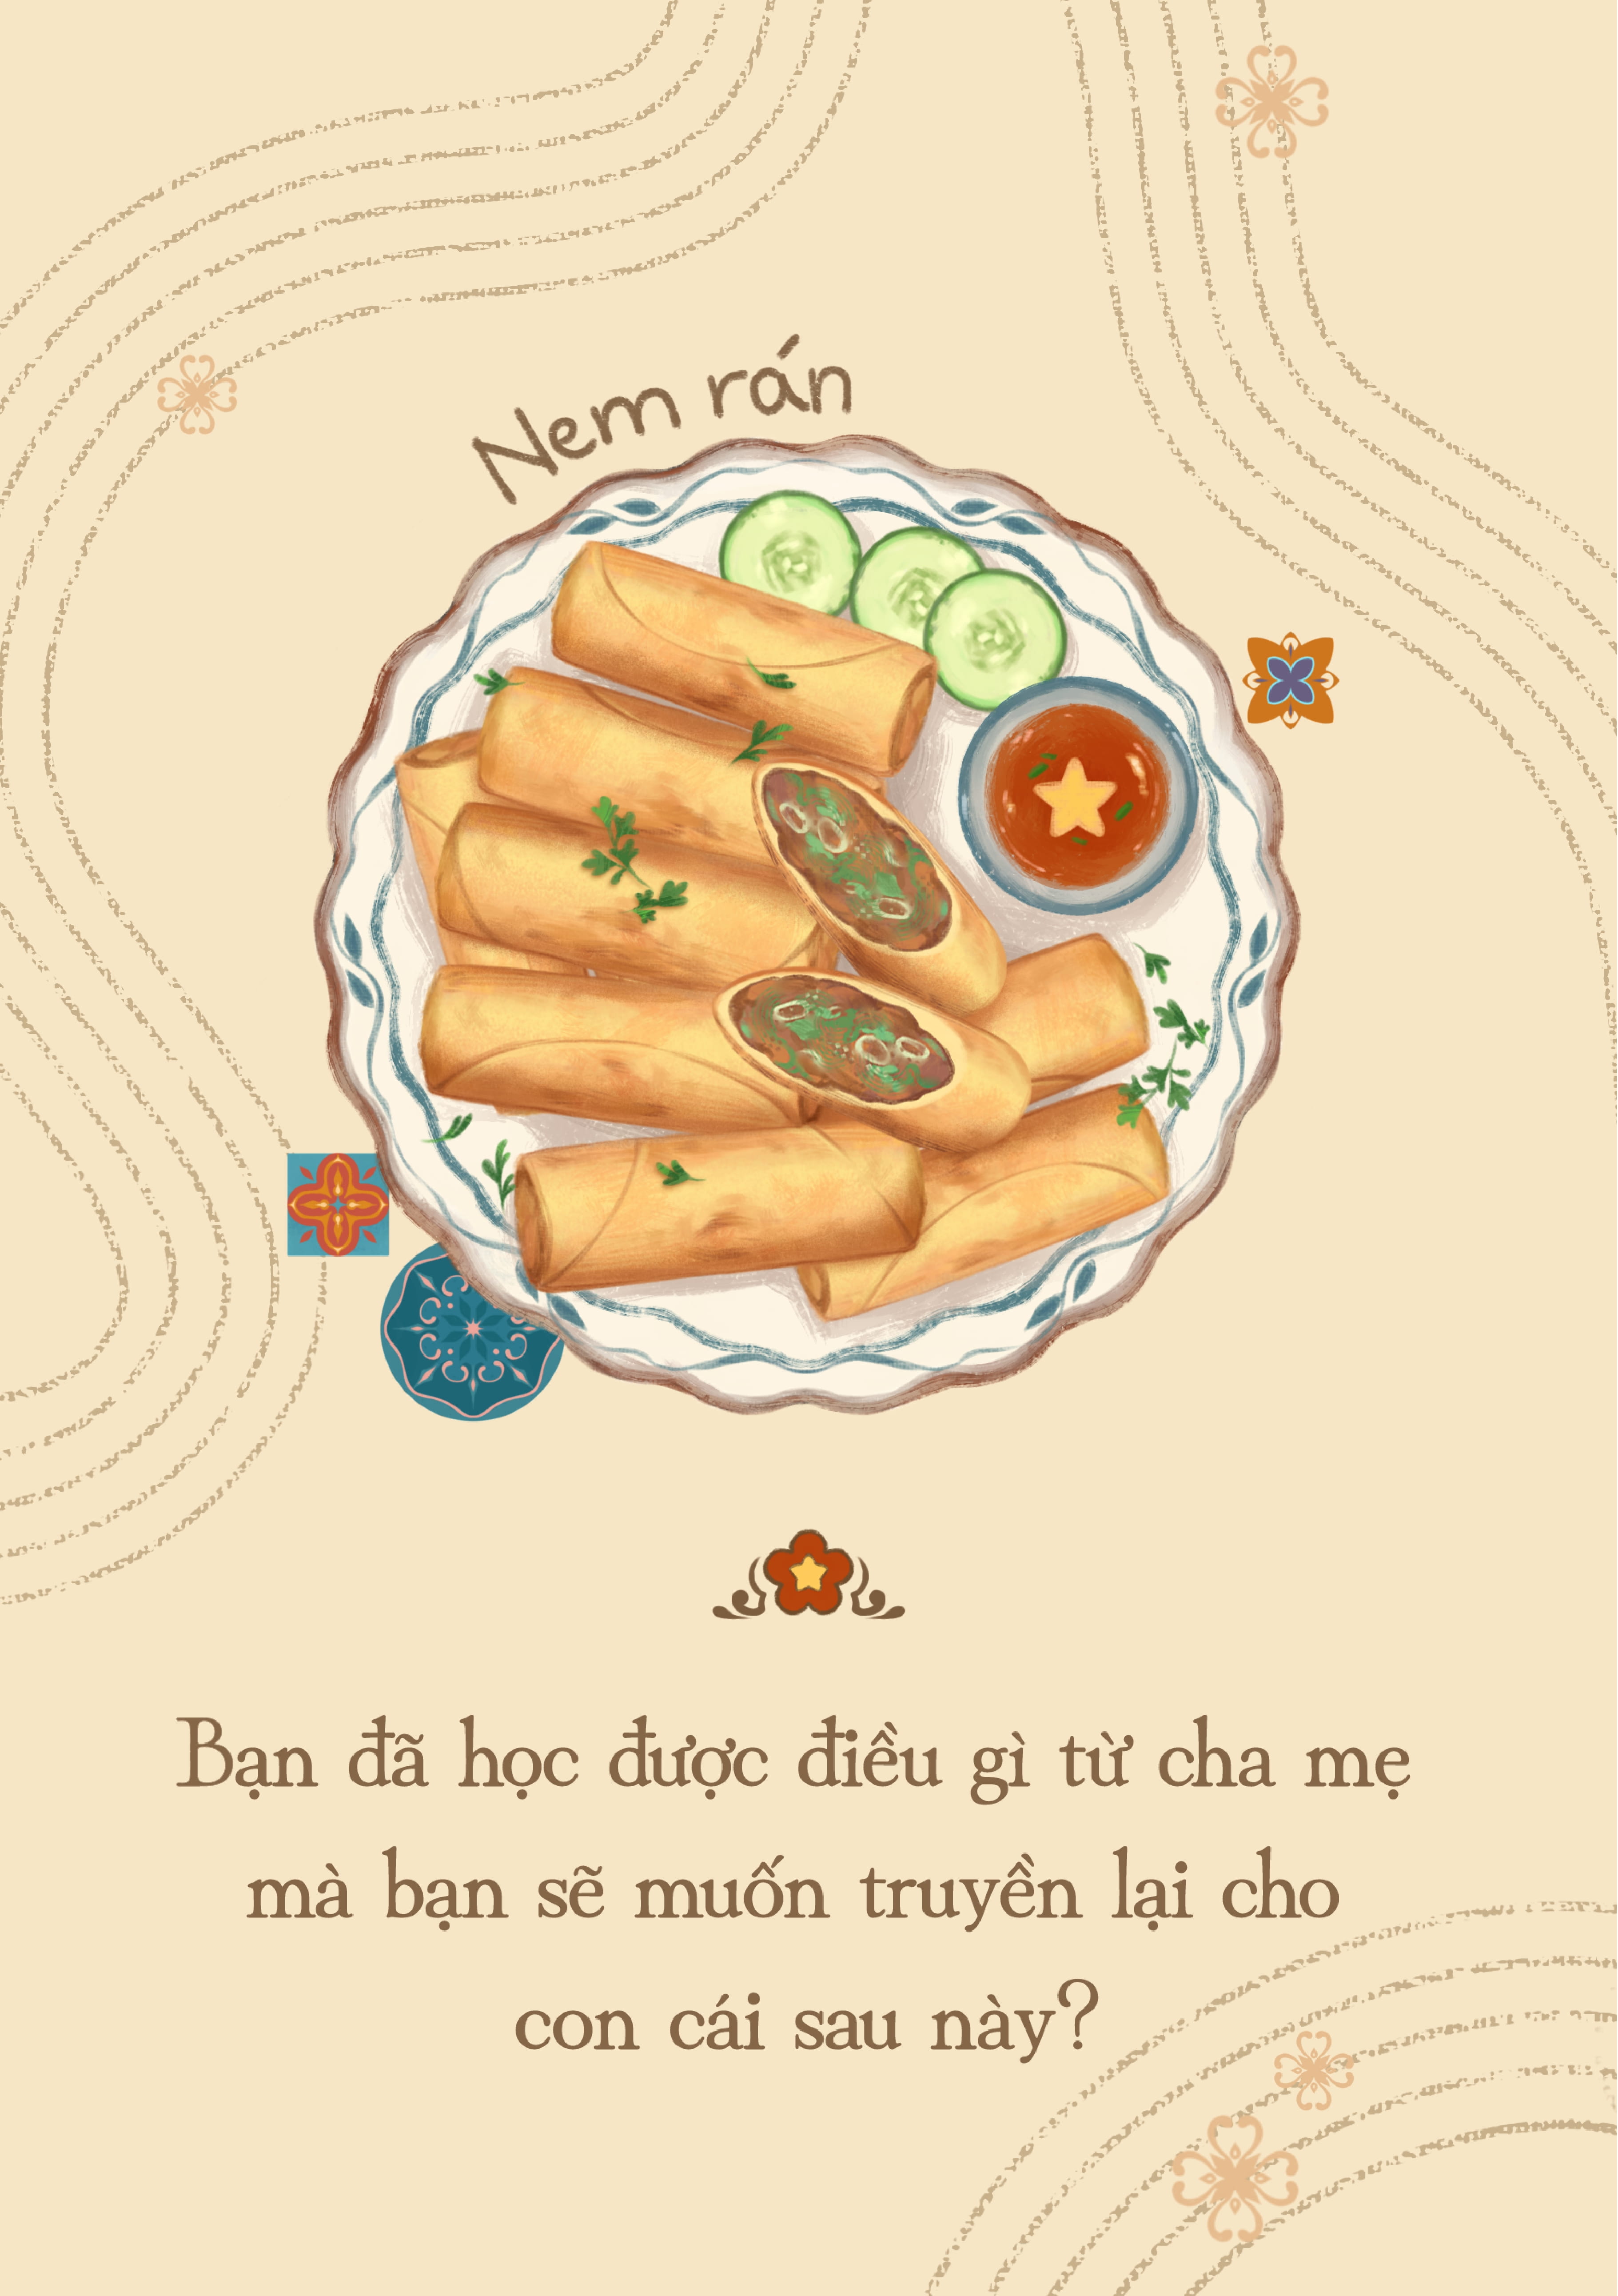 Nem rán
Bạn đã học được điều gì từ cha mẹ
mà bạn sẽ muốn truyền lại cho
con cái sau này?